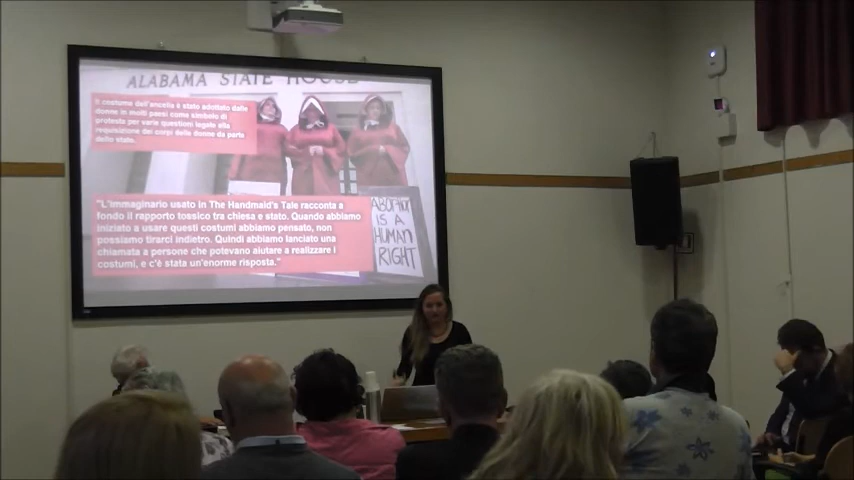 ALABAMA STATE HOUSE
Il costume dell'ancella è stato adottato dalle
donne in molti paesi come simbolo di
protesta per varie questioni legate alla
requisizione dei corpi delle donne da parte
dello stato.
"L'immaginario usato in The Handmaid's Tale racconta a
fondo il rapporto tossico tra chiesa e stato. Quando abbiamo
iniziato a usare questi costumi abbiamo pensato, non
possiamo tirarci indietro. Quindi abbiamo lanciato una
chiamata a persone che potevano aiutare a realizzare i
costumi, e c'è stata un'enorme risposta."
ABORTION
IS A
HUMAN
RIGHT